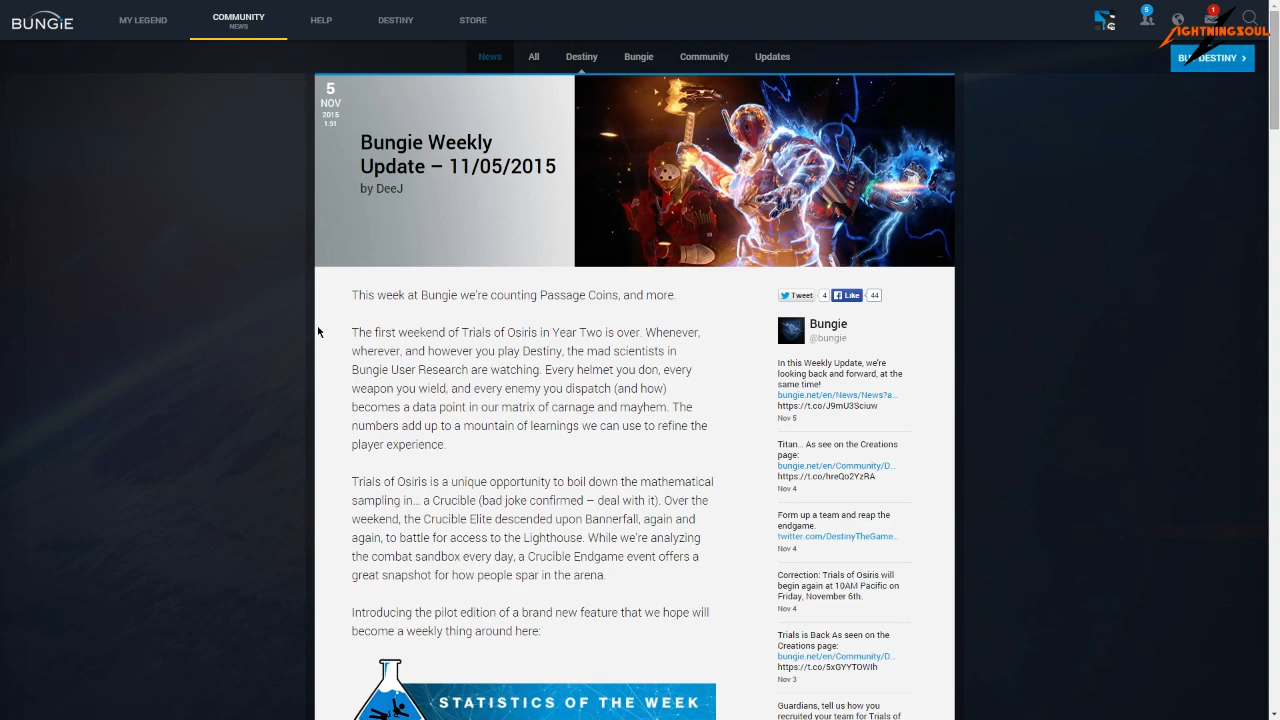 BUNGiE
MY LEGEND
COMMUNITY
NEWS
HELP
DESTINY
STORE
5
1
LIGHTNINGSOUL
News
All
Destiny
Bungie
Community
Updates
DESTINY
5
NOV
2015
1:51
Bungie Weekly
Update – 11/05/2015
by DeeJ
This week at Bungie we're counting Passage Coins, and more.
The first weekend of Trials of Osiris in Year Two is over. Whenever,
wherever, and however you play Destiny, the mad scientists in
Bungie User Research are watching. Every helmet you don, every
weapon you wield, and every enemy you dispatch (and how)
becomes a data point in our matrix of carnage and mayhem. The
numbers add up to a mountain of learnings we can use to refine the
player experience.
Trials of Osiris is a unique opportunity to boil down the mathematical
sampling in... a Crucible (bad joke confirmed – deal with it). Over the
weekend, the Crucible Elite descended upon Bannerfall, again and
again, to battle for access to the Lighthouse. While we're analyzing
the combat sandbox every day, a Crucible Endgame event offers a
great snapshot for how people spar in the arena.
Introducing the pilot edition of a brand new feature that we hope will
become a weekly thing around here:
STATISTICS OF THE WEEK
Tweet
4
Like
44
Bungie
@bungie
In this Weekly Update, we're
looking back and forward, at the
same time!
bungie.net/en/News/News?a...
https://t.co/J9mU3Sciuw
Nov 5
Titan... As see on the Creations
page:
bungie.net/en/Community/D...
https://t.co/hreQo2YzRA
Nov 4
Form up a team and reap the
endgame.
twitter.com/DestinyTheGame...
Nov 4
Correction: Trials of Osiris will
begin again at 10AM Pacific on
Friday, November 6th.
Nov 4
Trials is Back As seen on the
Creations page:
bungie.net/en/Community/D...
https://t.co/5xGYYTOWIh
Nov 3
Guardians, tell us how you
recruited your team for Trials of